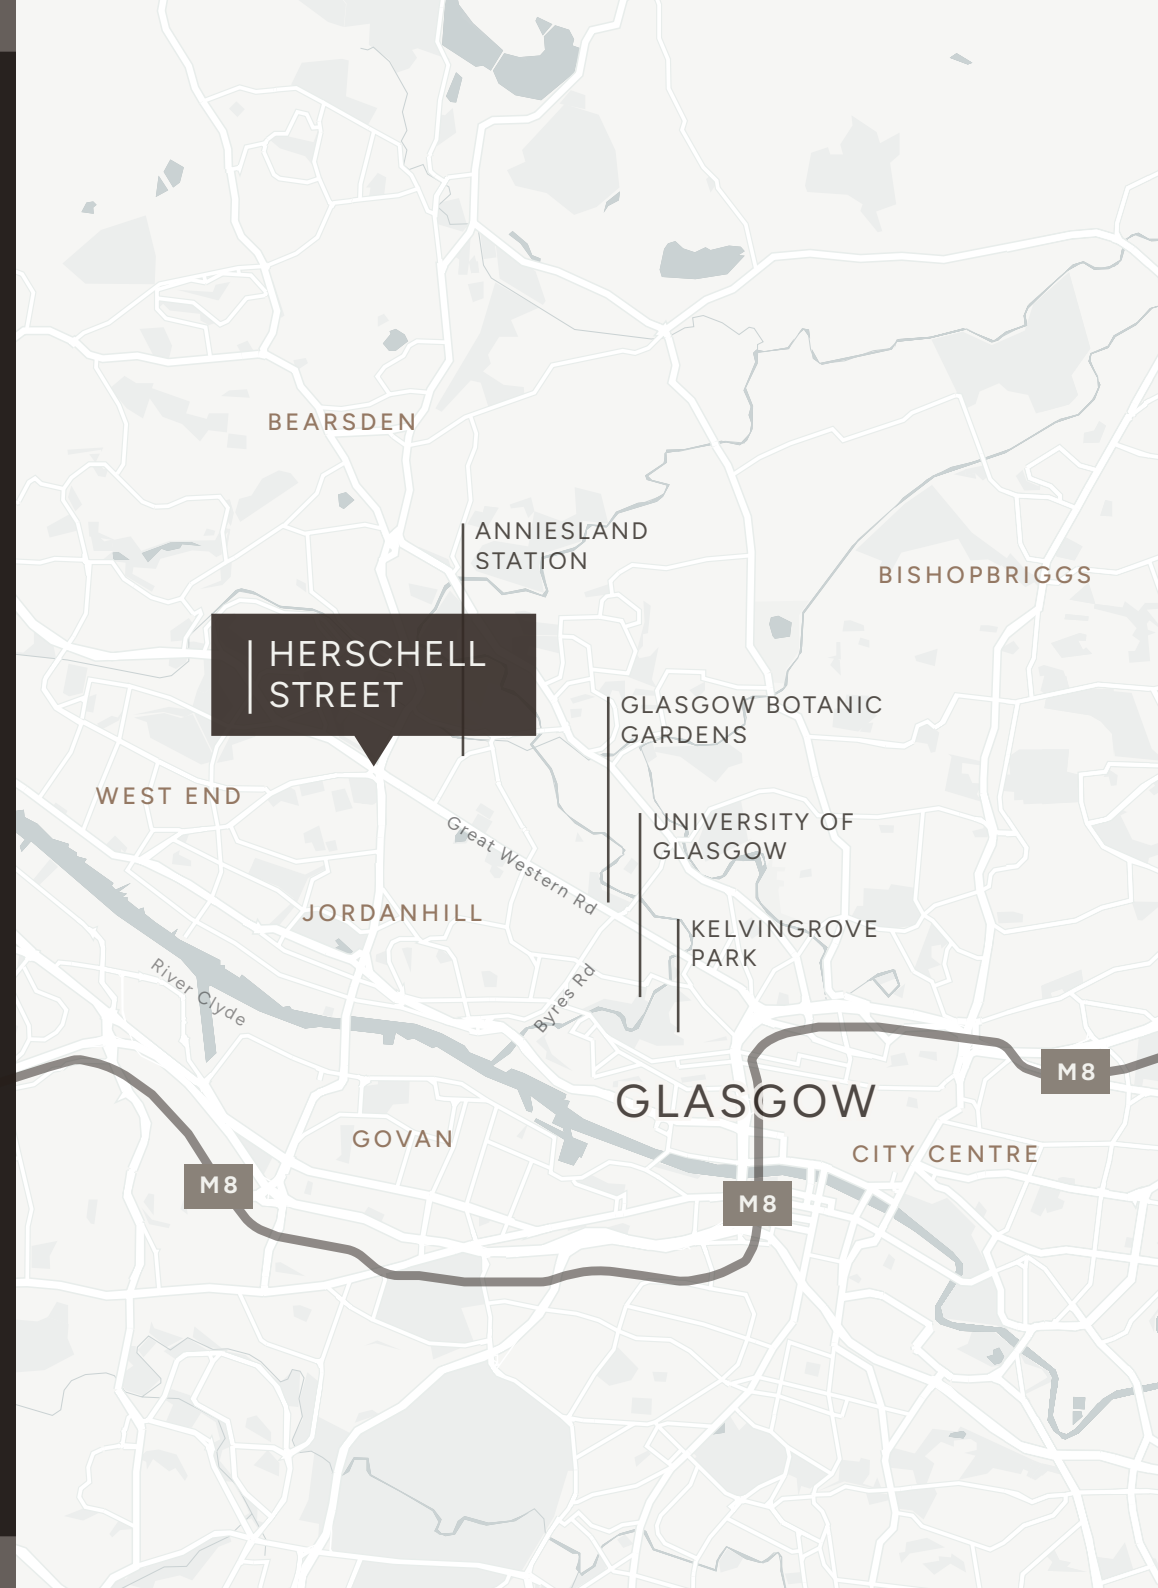 BEARSDEN
ANNIESLAND
STATION
BISHOPBRIGGS
HERSCHELL
STREET
GLASGOW BOTANIC
GARDENS
WEST END
Great Western Rd
UNIVERSITY OF
GLASGOW
JORDANHILL
KELVINGROVE
PARK
River Clyde
Byres Rd
M8
GLASGOW
GOVAN
CITY CENTRE
M8
M8